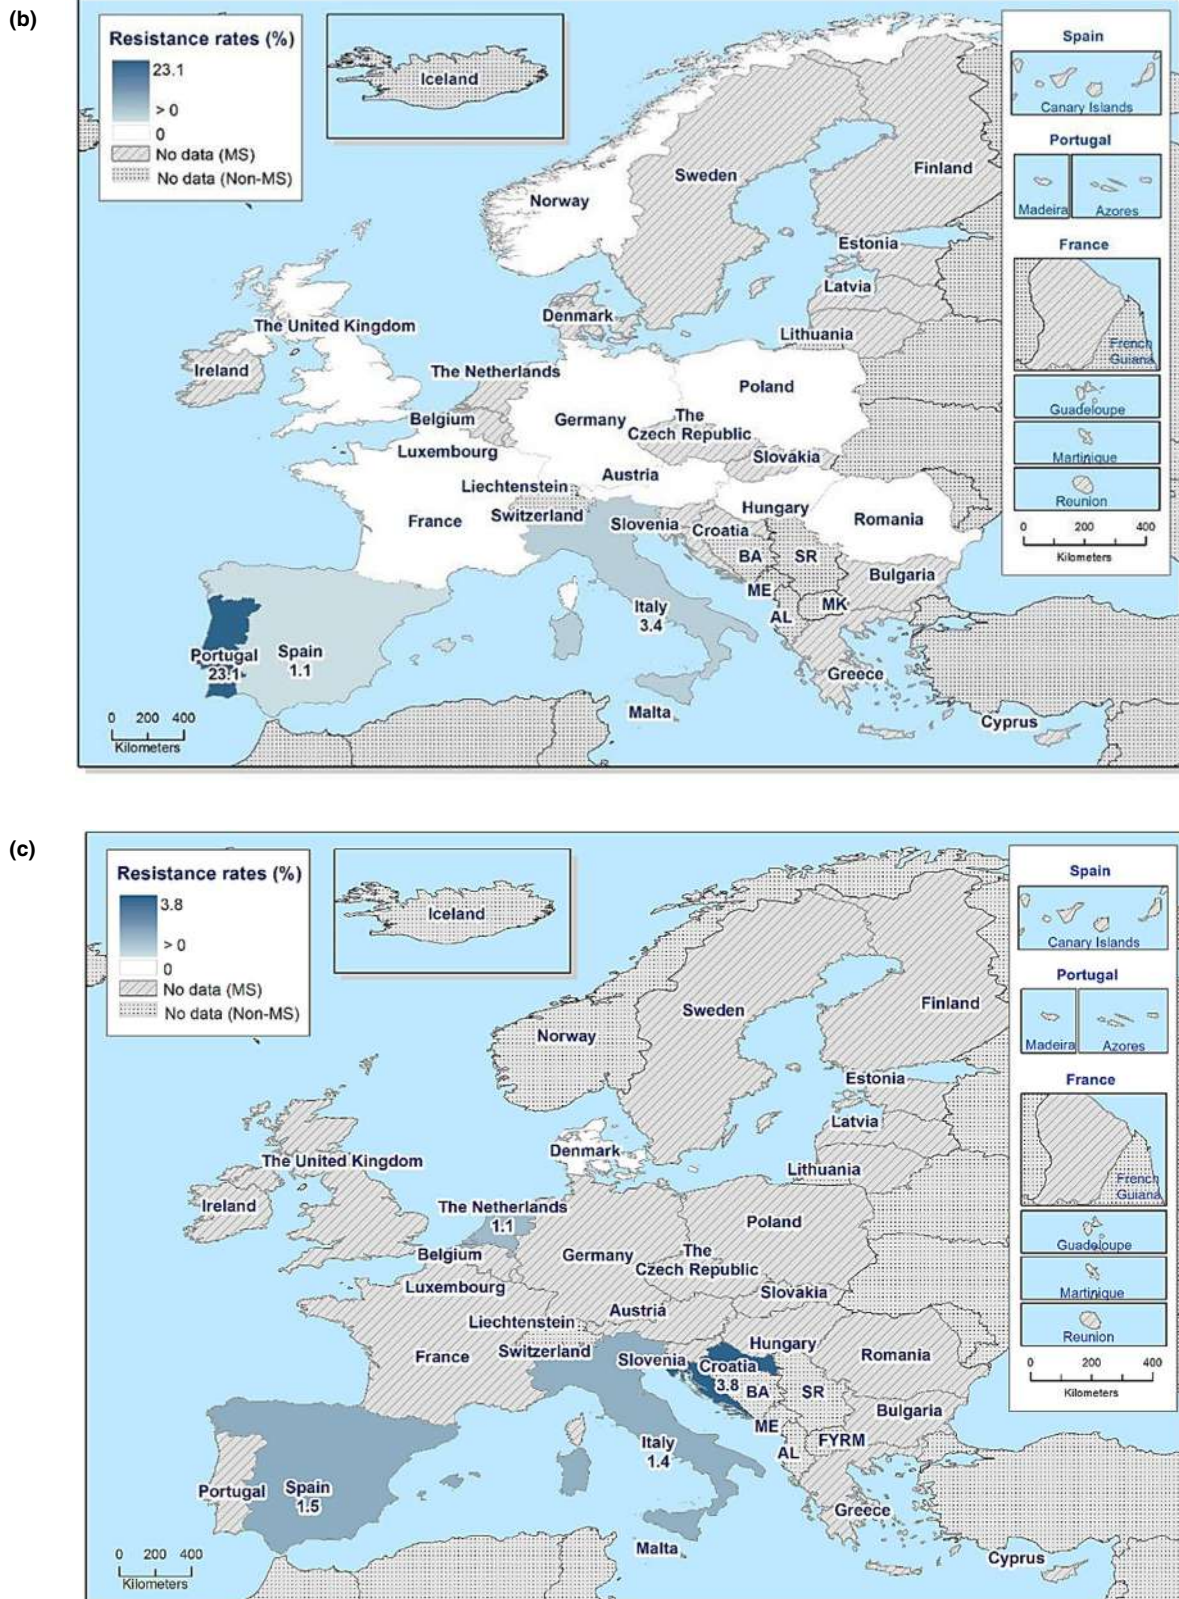 (b)
Resistance rates (%)
23.1
> 0
0
No data (MS)
No data (Non-MS)
Iceland
Spain
Canary Islands
Portugal
Madeira
Azores
France
French
Guiana
Guadeloupe
Martinique
Reunion
0 200 400
Kilometers
Norway
Sweden
Finland
Estonia
Latvia
Lithuania
Denmark
The United Kingdom
Ireland
The Netherlands
Poland
Belgium
Germany
The
Czech Republic
Luxembourg
Slovakia
Austria
Liechtenstein
Switzerland
France
Hungary
Slovenia
Croatia
Romania
BA
SR
Bulgaria
ME
MK
AL
Italy
3.4
Portugal
23.1
Spain
1.1
Greece
Malta
Cyprus
0 200 400
Kilometers
(c)
Resistance rates (%)
3.8
> 0
0
No data (MS)
No data (Non-MS)
Iceland
Spain
Canary Islands
Portugal
Madeira
Azores
France
French
Guiana
Guadeloupe
Martinique
Reunion
0 200 400
Kilometers
Norway
Sweden
Finland
Estonia
Latvia
Lithuania
Denmark
The United Kingdom
Ireland
The Netherlands
1.1
Poland
Belgium
Germany
The
Czech Republic
Luxembourg
Slovakia
Austria
Liechtenstein
Switzerland
France
Hungary
Slovenia
Croatia
3.8
Romania
BA
SR
Bulgaria
ME
FYRM
AL
Italy
1.4
Portugal
Spain
1.5
Greece
Malta
Cyprus
0 200 400
Kilometers